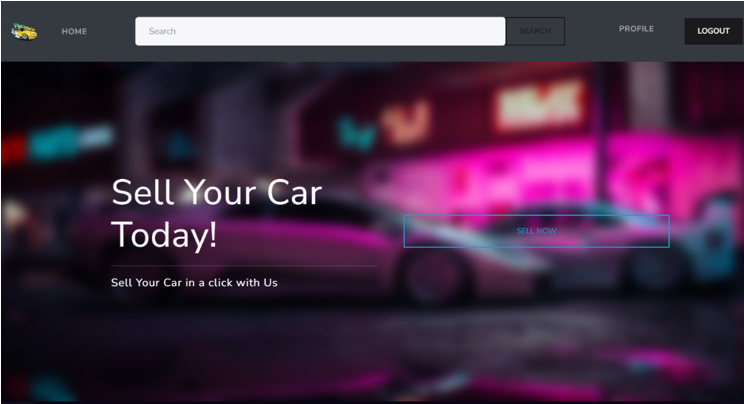 HOME
Search
SEARCH
PROFILE
LOGOUT
Sell Your Car
Today!
SELL NOW
Sell Your Car in a click with Us